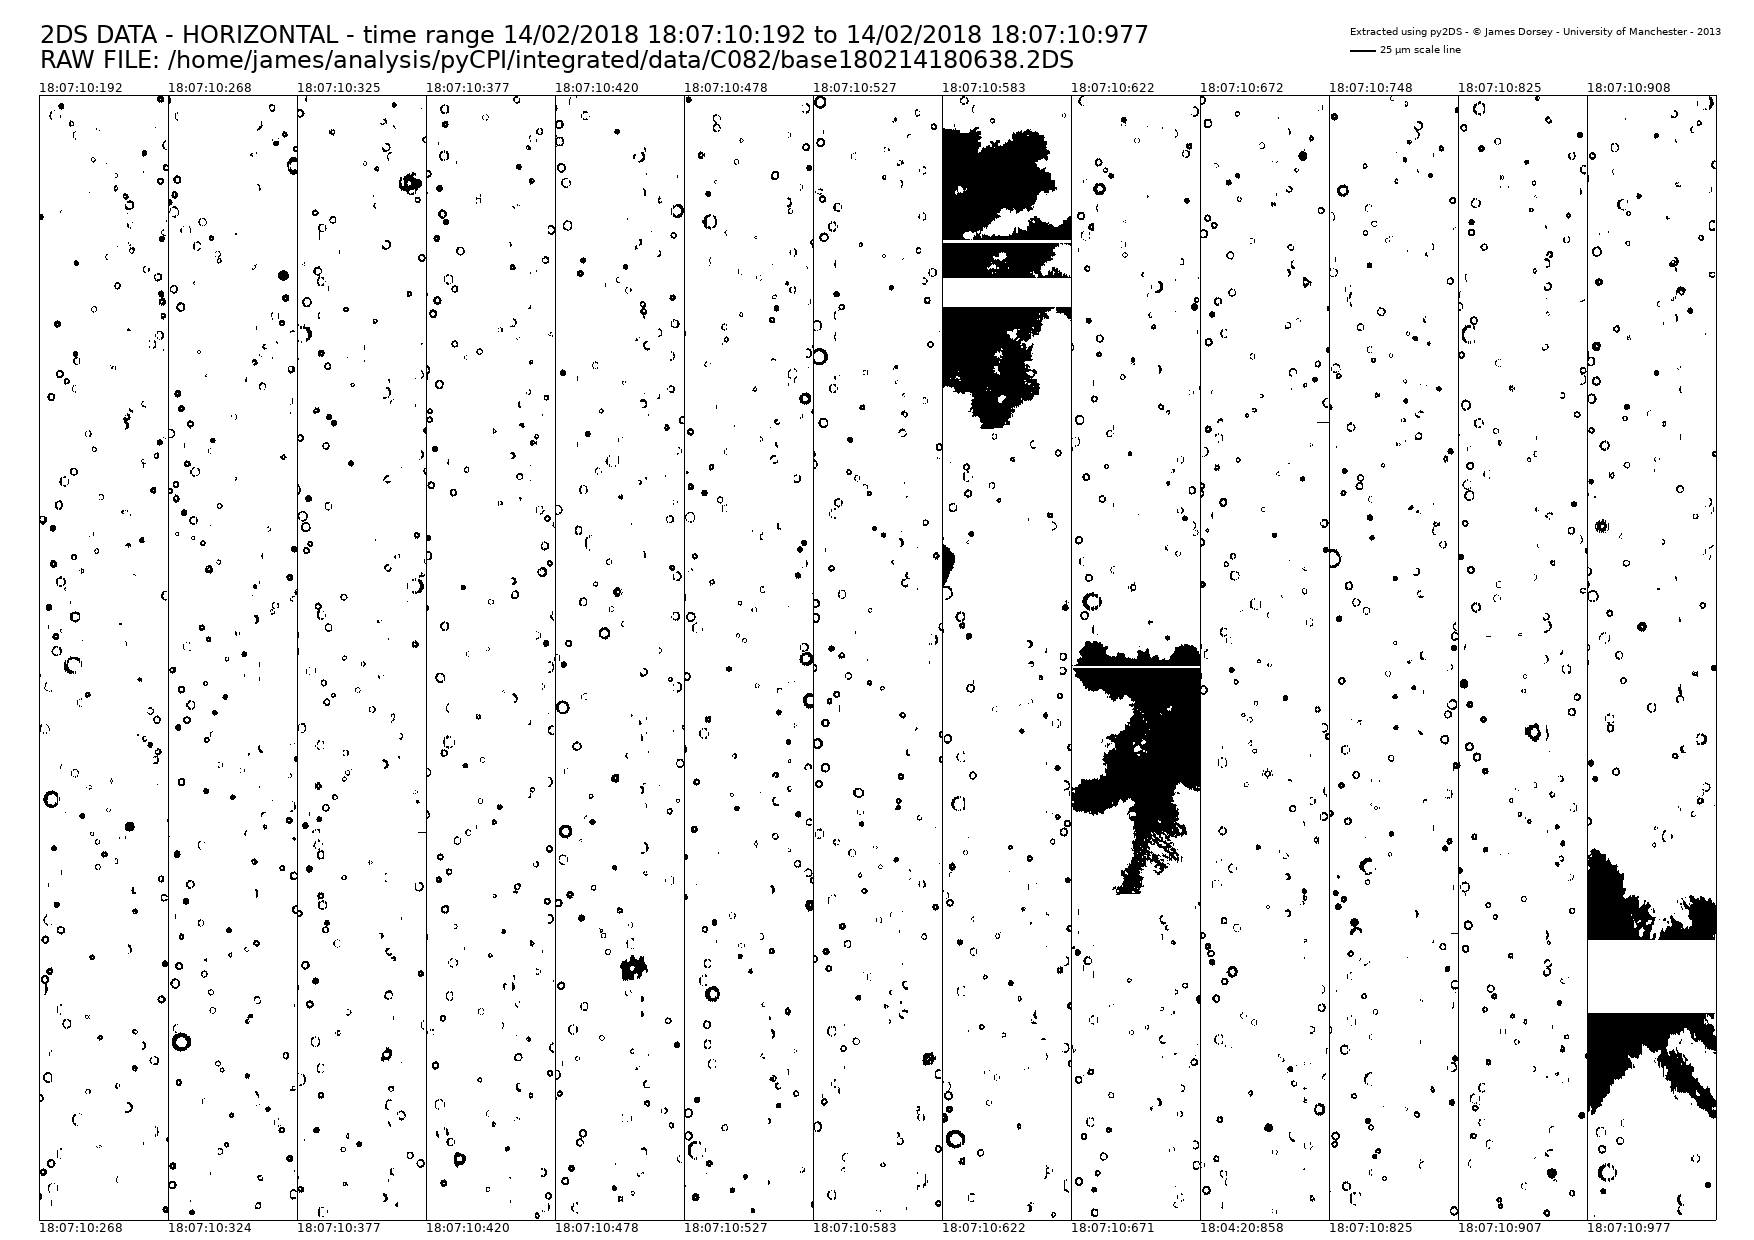 2DS DATA - HORIZONTAL - time range 14/02/2018 18:07:10:192 to 14/02/2018 18:07:10:977
RAW FILE: /home/james/analysis/pyCPI/integrated/data/C082/base180214180638.2DS
Extracted using py2DS - © James Dorsey - University of Manchester - 2013
25 µm scale line
18:07:10:192 18:07:10:268 18:07:10:325 18:07:10:377 18:07:10:420 18:07:10:478 18:07:10:527 18:07:10:583 18:07:10:622 18:07:10:672 18:07:10:748 18:07:10:825 18:07:10:908
18:07:10:268 18:07:10:324 18:07:10:377 18:07:10:420 18:07:10:478 18:07:10:527 18:07:10:583 18:07:10:622 18:07:10:671 18:04:20:858 18:07:10:825 18:07:10:907 18:07:10:977